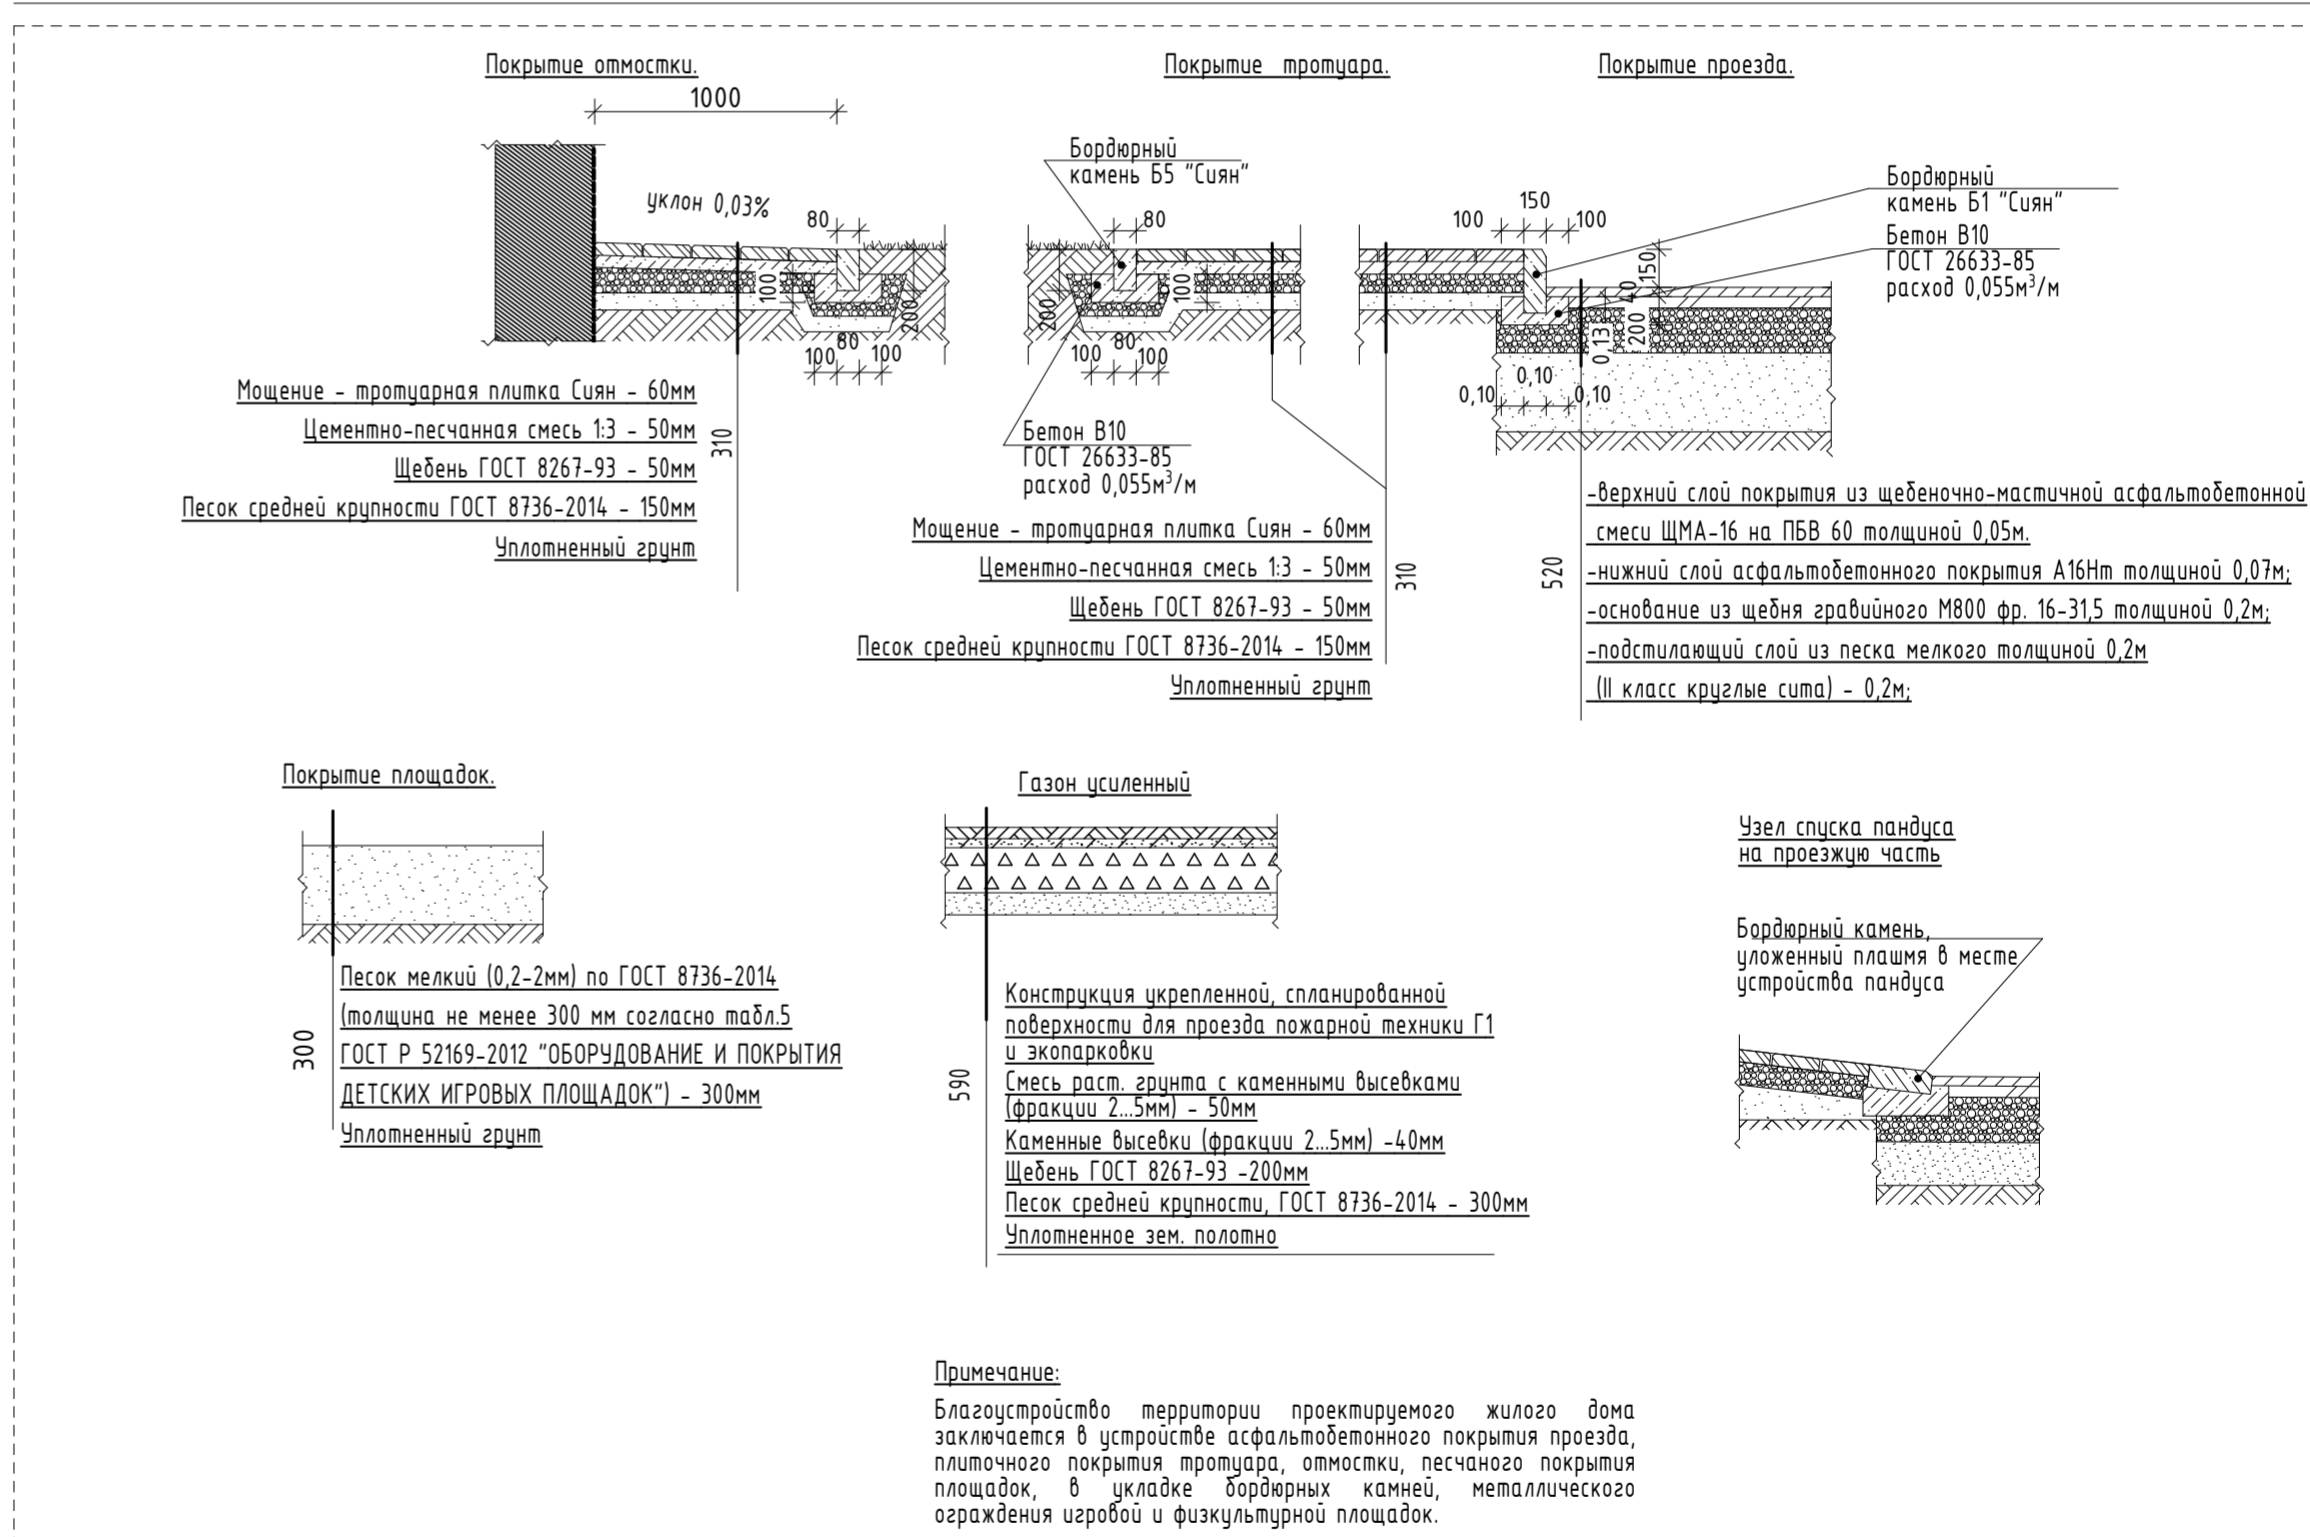 Покрытие отмостки.
1000
уклон 0,03%
80
100
200
80
100
100
Мощение - тротуарная плитка Сиян - 60мм
Цементно-песчанная смесь 1:3 - 50мм
Щебень ГОСТ 8267-93 - 50мм
Песок средней крупности ГОСТ 8736-2014 - 150мм
Уплотненный грунт
310
Покрытие тротуара.
Бордюрный
камень Б5 "Сиян"
80
200
100
100
80
100
Бетон В10
ГОСТ 26633-85
расход 0,055м³/м
Мощение - тротуарная плитка Сиян - 60мм
Цементно-песчанная смесь 1:3 - 50мм
Щебень ГОСТ 8267-93 - 50мм
Песок средней крупности ГОСТ 8736-2014 - 150мм
Уплотненный грунт
310
Покрытие проезда.
100
150
100
Бордюрный
камень Б1 "Сиян"
Бетон В10
ГОСТ 26633-85
расход 0,055м³/м
150
40
200
0,13
0,10
0,10
0,10
520
-верхний слой покрытия из щебеночно-мастичной асфальтобетонной
смеси ЩМА-16 на ПБВ 60 толщиной 0,05м.
-нижний слой асфальтобетонного покрытия А16Нт толщиной 0,07м;
-основание из щебня гравийного М800 фр. 16-31,5 толщиной 0,2м;
-подстилающий слой из песка мелкого толщиной 0,2м
(II класс круглые сита) - 0,2м;
Покрытие площадок.
300
Песок мелкий (0,2-2мм) по ГОСТ 8736-2014
(толщина не менее 300 мм согласно табл.5
ГОСТ Р 52169-2012 "ОБОРУДОВАНИЕ И ПОКРЫТИЯ
ДЕТСКИХ ИГРОВЫХ ПЛОЩАДОК") - 300мм
Уплотненный грунт
Газон усиленный
590
Конструкция укрепленной, спланированной
поверхности для проезда пожарной техники Г1
и экопарковки
Смесь раст. грунта с каменными высевками
(фракции 2...5мм) - 50мм
Каменные высевки (фракции 2...5мм) -40мм
Щебень ГОСТ 8267-93 -200мм
Песок средней крупности, ГОСТ 8736-2014 - 300мм
Уплотненное зем. полотно
Узел спуска пандуса
на проезжую часть
Бордюрный камень,
уложенный плашмя в месте
устройства пандуса
Примечание:
Благоустройство территории проектируемого жилого дома
заключается в устройстве асфальтобетонного покрытия проезда,
плиточного покрытия тротуара, отмостки, песчаного покрытия
площадок, в укладке бордюрных камней, металлического
ограждения игровой и физкультурной площадок.